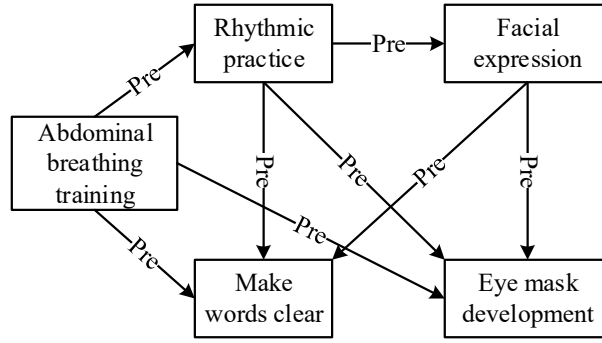 Rhythmic
practice
Pre
Facial
expression
Pre
Abdominal
breathing
training
Pre
Pre
Pre
Pre
Pre
Pre
Make
words clear
Eye mask
development